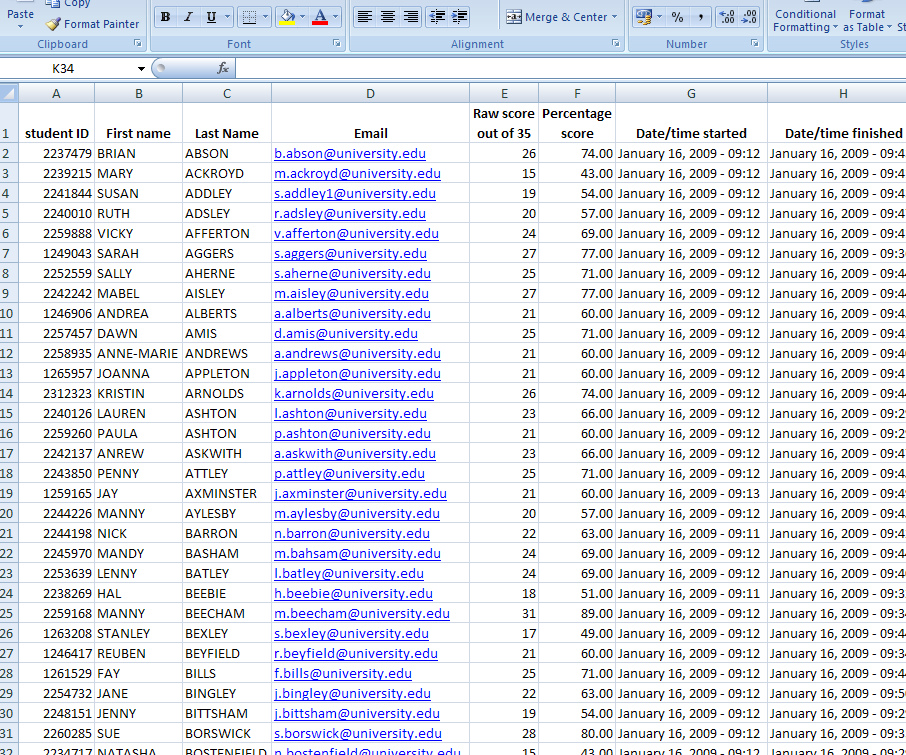 Copy
Paste
Format Painter
Clipboard
B I U A
Font
Merge & Center
Alignment
% , .00 .0 .00
Number
Conditional Formatting Format as Table
Styles
K34 fx
A B C D E F G H
1 student ID First name Last Name Email Raw score out of 35 Percentage score Date/time started Date/time finished
2 2237479 BRIAN ABSON b.abson@university.edu 26 74.00 January 16, 2009 - 09:12 January 16, 2009 - 09:4
3 2239215 MARY ACKROYD m.ackroyd@university.edu 15 43.00 January 16, 2009 - 09:12 January 16, 2009 - 09:4
4 2241844 SUSAN ADDLEY s.addley1@university.edu 19 54.00 January 16, 2009 - 09:12 January 16, 2009 - 09:4
5 2240010 RUTH ADSLEY r.adsley@university.edu 20 57.00 January 16, 2009 - 09:12 January 16, 2009 - 09:4
6 2259888 VICKY AFFERTON v.afferton@university.edu 24 69.00 January 16, 2009 - 09:12 January 16, 2009 - 09:4
7 1249043 SARAH AGGERS s.aggers@university.edu 27 77.00 January 16, 2009 - 09:12 January 16, 2009 - 09:3
8 2252559 SALLY AHERNE s.aherne@university.edu 25 71.00 January 16, 2009 - 09:12 January 16, 2009 - 09:4
9 2242242 MABEL AISLEY m.aisley@university.edu 27 77.00 January 16, 2009 - 09:12 January 16, 2009 - 09:4
10 1246906 ANDREA ALBERTS a.alberts@university.edu 21 60.00 January 16, 2009 - 09:12 January 16, 2009 - 09:4
11 2257457 DAWN AMIS d.amis@university.edu 25 71.00 January 16, 2009 - 09:12 January 16, 2009 - 09:4
12 2258935 ANNE-MARIE ANDREWS a.andrews@university.edu 21 60.00 January 16, 2009 - 09:12 January 16, 2009 - 09:4
13 1265957 JOANNA APPLETON j.appleton@university.edu 21 60.00 January 16, 2009 - 09:12 January 16, 2009 - 09:4
14 2312323 KRISTIN ARNOLDS k.arnolds@university.edu 26 74.00 January 16, 2009 - 09:12 January 16, 2009 - 09:4
15 2240126 LAUREN ASHTON l.ashton@university.edu 23 66.00 January 16, 2009 - 09:12 January 16, 2009 - 09:2
16 2259260 PAULA ASHTON p.ashton@university.edu 21 60.00 January 16, 2009 - 09:12 January 16, 2009 - 09:2
17 2242137 ANREW ASKWITH a.askwith@university.edu 23 66.00 January 16, 2009 - 09:12 January 16, 2009 - 09:4
18 2243850 PENNY ATTLEY p.attley@university.edu 25 71.00 January 16, 2009 - 09:12 January 16, 2009 - 09:4
19 1259165 JAY AXMINSTER j.axminster@university.edu 21 60.00 January 16, 2009 - 09:13 January 16, 2009 - 09:4
20 2244226 MANNY AYLESBY m.aylesby@university.edu 20 57.00 January 16, 2009 - 09:12 January 16, 2009 - 09:4
21 2244198 NICK BARRON n.barron@university.edu 22 63.00 January 16, 2009 - 09:11 January 16, 2009 - 09:4
22 2245970 MANDY BASHAM m.bahsam@university.edu 24 69.00 January 16, 2009 - 09:12 January 16, 2009 - 09:4
23 2253639 LENNY BATLEY l.batley@university.edu 24 69.00 January 16, 2009 - 09:12 January 16, 2009 - 09:4
24 2238269 HAL BEEBIE h.beebie@university.edu 18 51.00 January 16, 2009 - 09:11 January 16, 2009 - 09:3
25 2259168 MANNY BEECHAM m.beecham@university.edu 31 89.00 January 16, 2009 - 09:12 January 16, 2009 - 09:3
26 1263208 STANLEY BEXLEY s.bexley@university.edu 17 49.00 January 16, 2009 - 09:12 January 16, 2009 - 09:4
27 1246417 REUBEN BEYFIELD r.beyfield@university.edu 21 60.00 January 16, 2009 - 09:12 January 16, 2009 - 09:3
28 1261529 FAY BILLS f.bills@university.edu 25 71.00 January 16, 2009 - 09:12 January 16, 2009 - 09:4
29 2254732 JANE BINGLEY j.bingley@university.edu 22 63.00 January 16, 2009 - 09:12 January 16, 2009 - 09:5
30 2248151 JENNY BITTSHAM j.bittsham@university.edu 19 54.00 January 16, 2009 - 09:12 January 16, 2009 - 09:2
31 2260285 SUE BORSWICK s.borswick@university.edu 28 80.00 January 16, 2009 - 09:12 January 16, 2009 - 09:3
32 2234717 NATASHA BOSTENFIELD n.bostenfield@university.edu 15 43.00 January 16, 2009 - 09:12 January 16, 2009 - 09:2